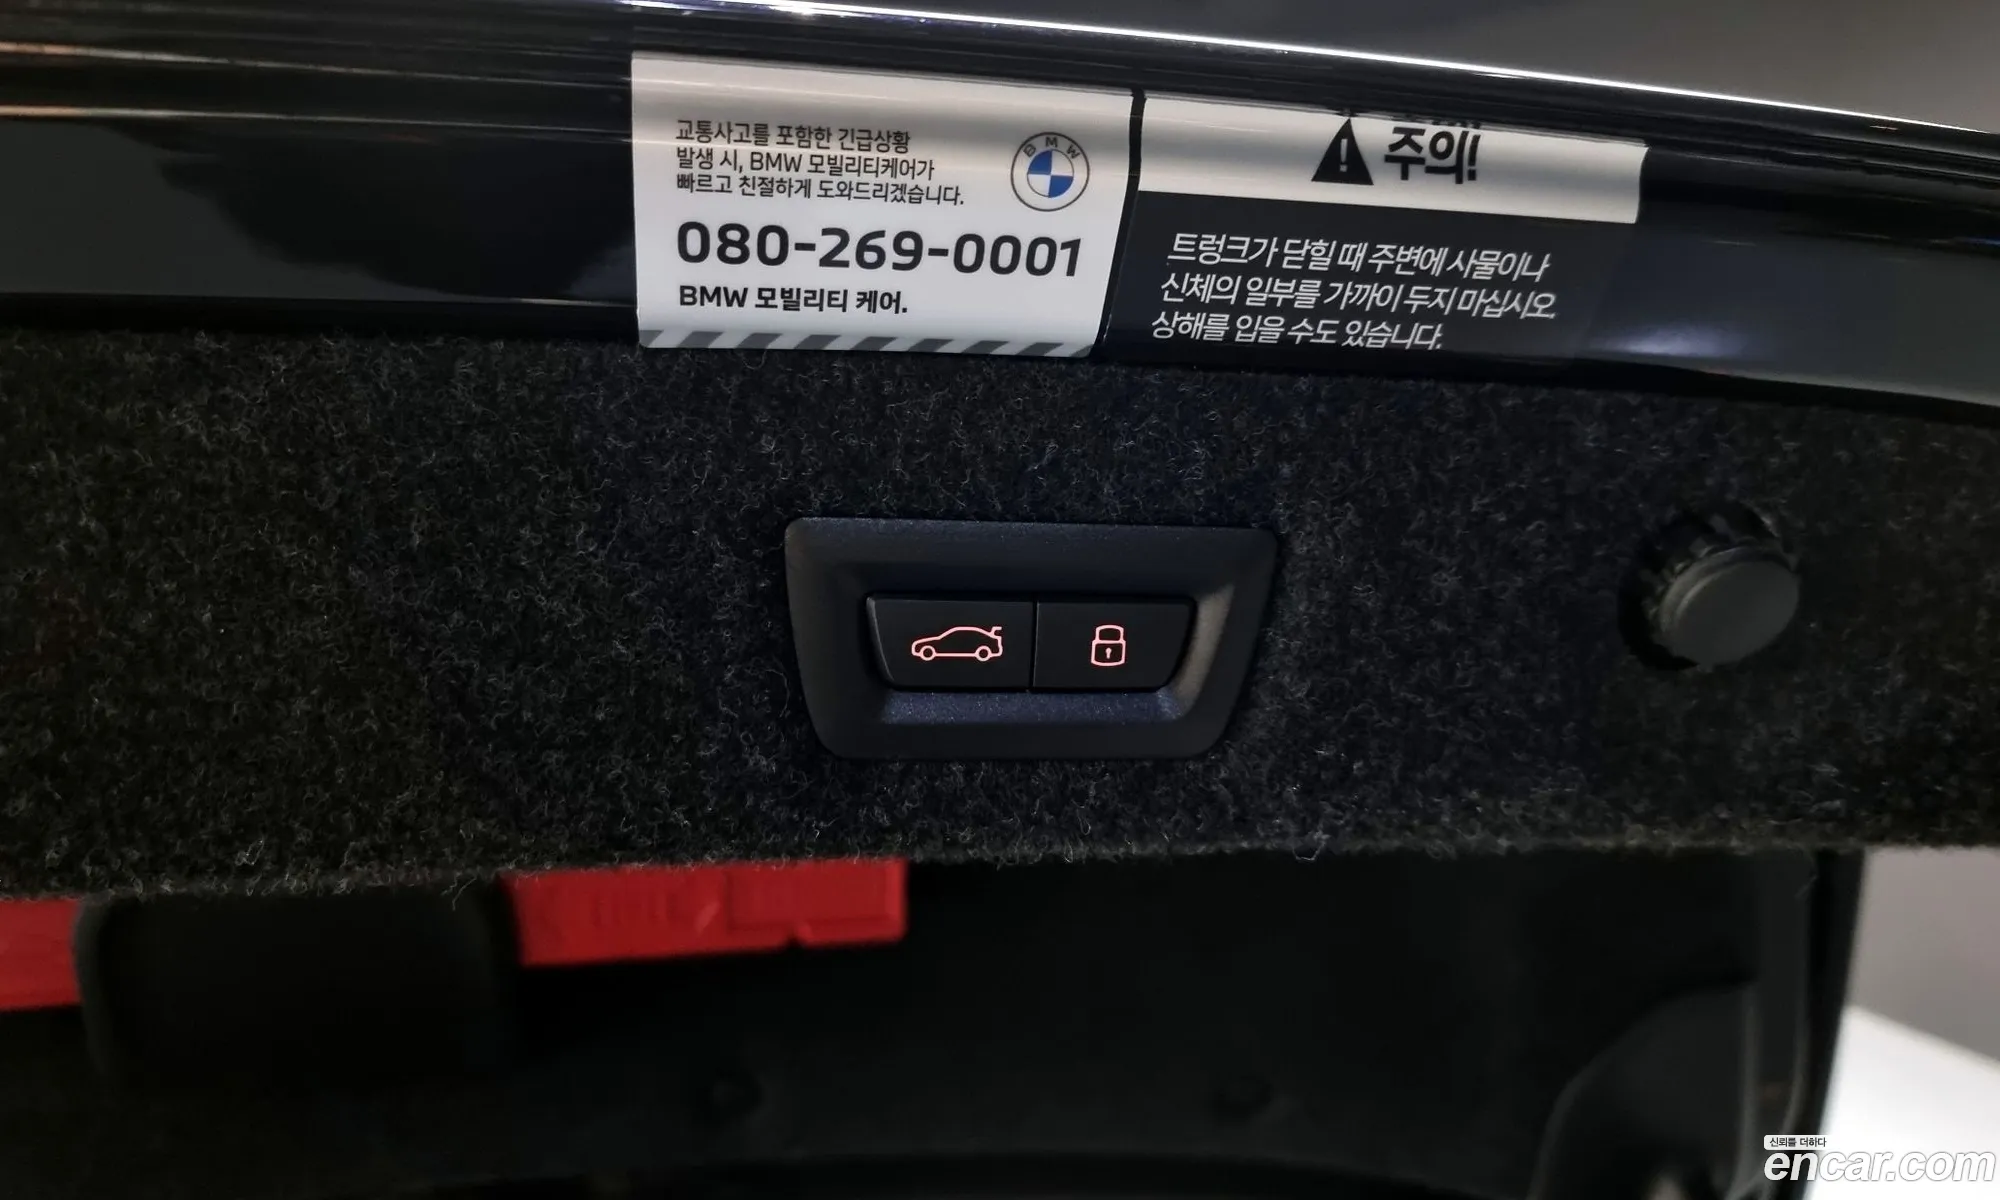 교통사고를 포함한 긴급상황
발생 시, BMW 모빌리티케어가
빠르고 친절하게 도와드리겠습니다.
BMW
080-269-0001
BMW 모빌리티 케어.
주의!
트렁크가 닫힐 때 주변에 사물이나
신체의 일부를 가까이 두지 마십시오.
상해를 입을 수도 있습니다.
신뢰를 더하다
encar.com